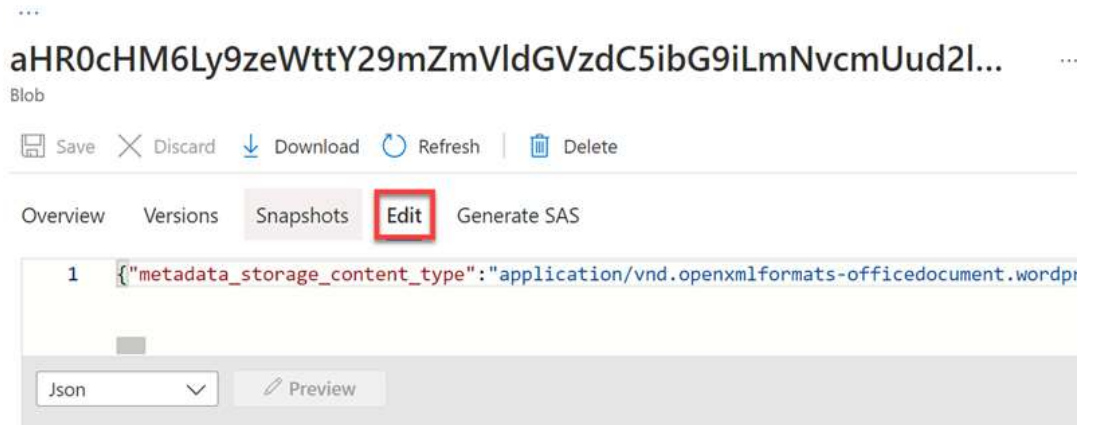 ...
aHR0cHM6Ly9zeWttY29mZmVldGVzdC5ibG9iLmNvcmUud2l... ...
Blob
Save Discard Download Refresh Delete
Overview Versions Snapshots Edit Generate SAS
1 {"metadata_storage_content_type":"application/vnd.openxmlformats-officedocument.wordpr
Json Preview